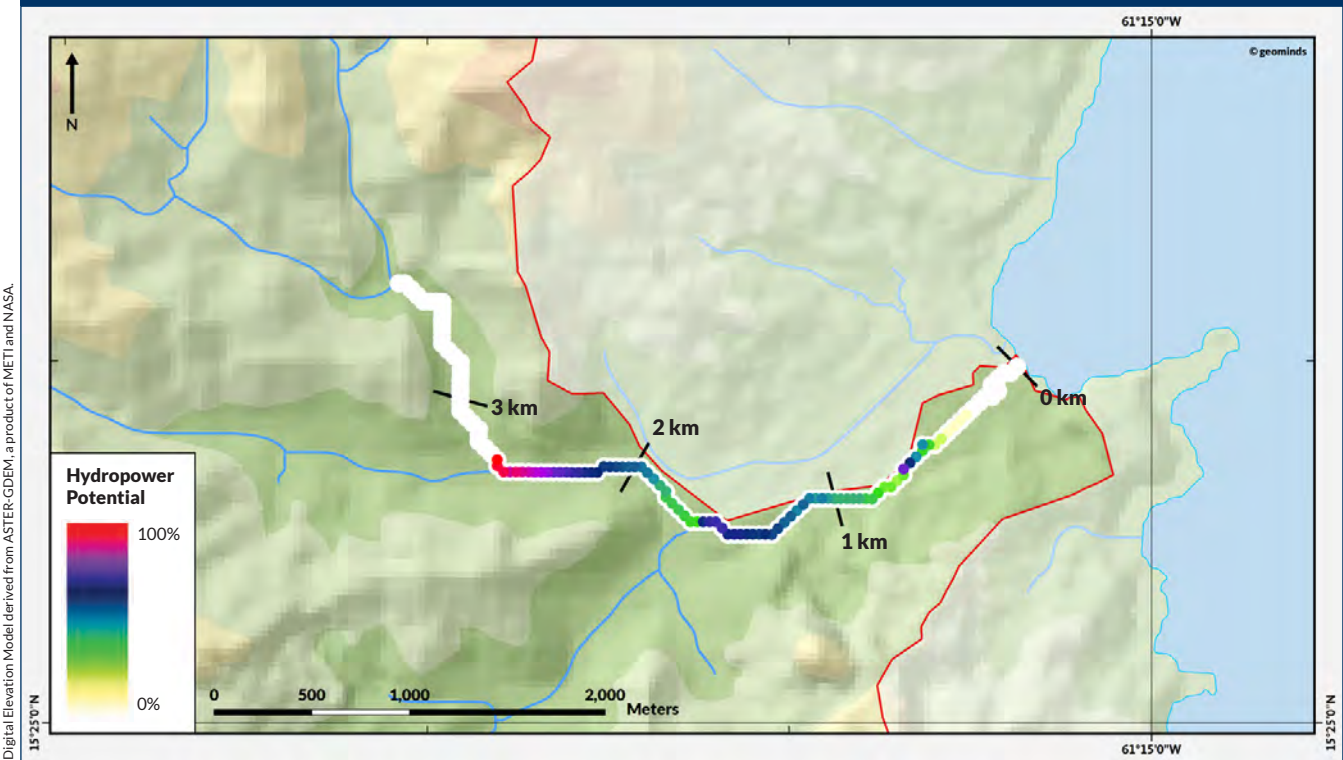 61°15'0"W
© geominds
N
Digital Elevation Model derived from ASTER-GDEM, a product of METI and NASA.
3 km
2 km
1 km
0 km
Hydropower
Potential
100%
0%
0 500 1,000 2,000
Meters
15°25'0"N
15°25'0"N
61°15'0"W